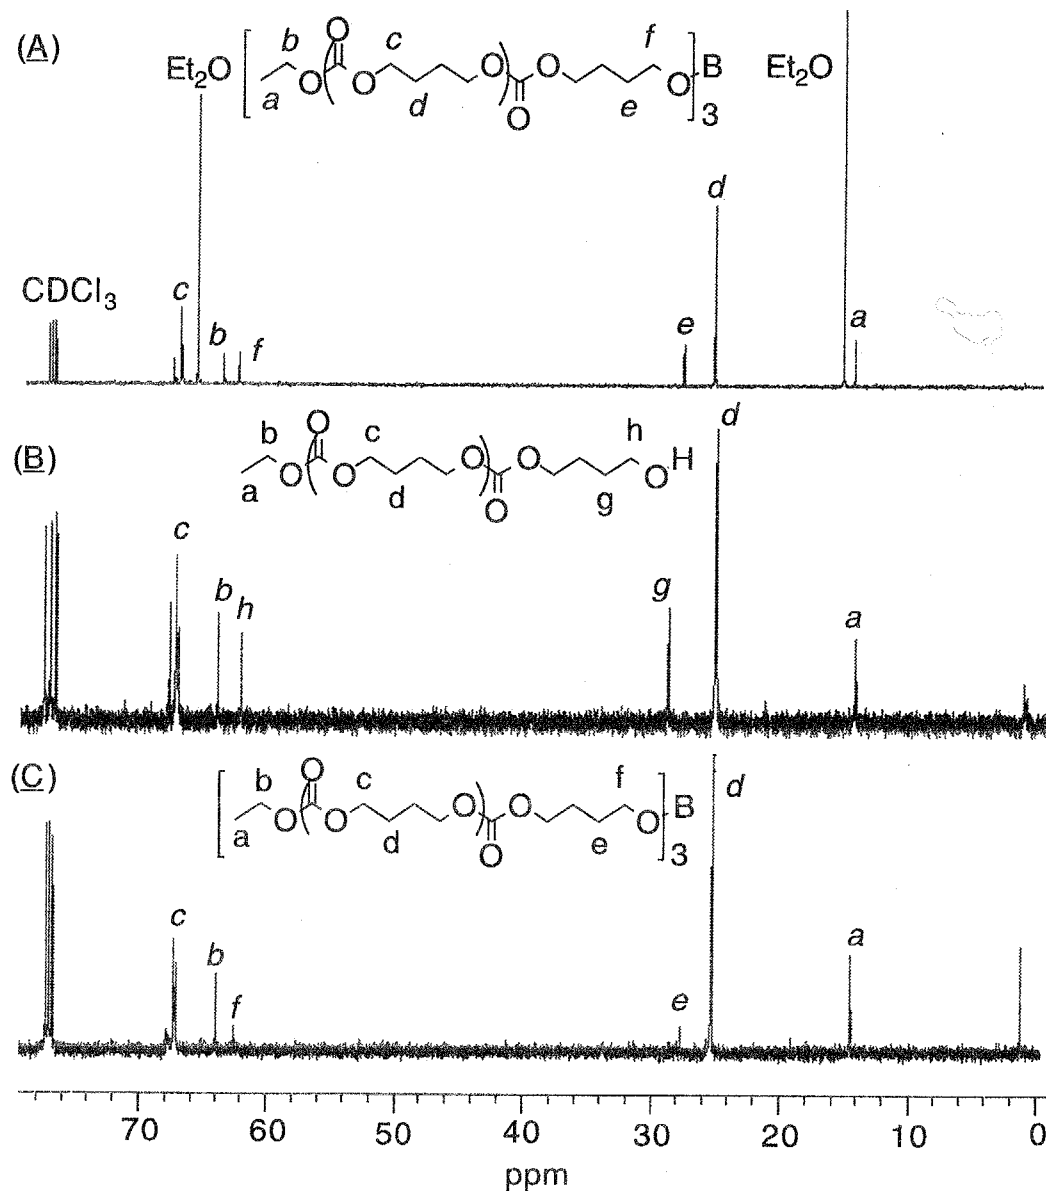 (A)
b O c f
Et₂O [ O ( O O ) O O B Et₂O
a d O e ]₃
d
CDCl₃
c b f e a
d
(B)
b O c h
O ( O O ) O O H
a d O g
c b h g a
(C)
b O c f d
[ O ( O O ) O O B
a d O e ]₃
c b f e a
70 60 50 40 30 20 10 0
ppm